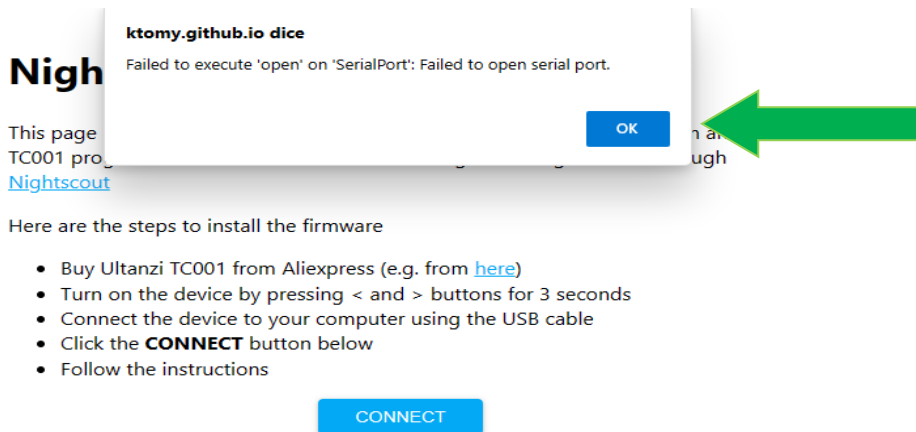 ktomy.github.io dice
Failed to execute 'open' on 'SerialPort': Failed to open serial port.
OK
Nigh
This page
TC001 pro
ugh
Nightscout
Here are the steps to install the firmware
• Buy Ultanzi TC001 from Aliexpress (e.g. from here)
• Turn on the device by pressing < and > buttons for 3 seconds
• Connect the device to your computer using the USB cable
• Click the CONNECT button below
• Follow the instructions
CONNECT